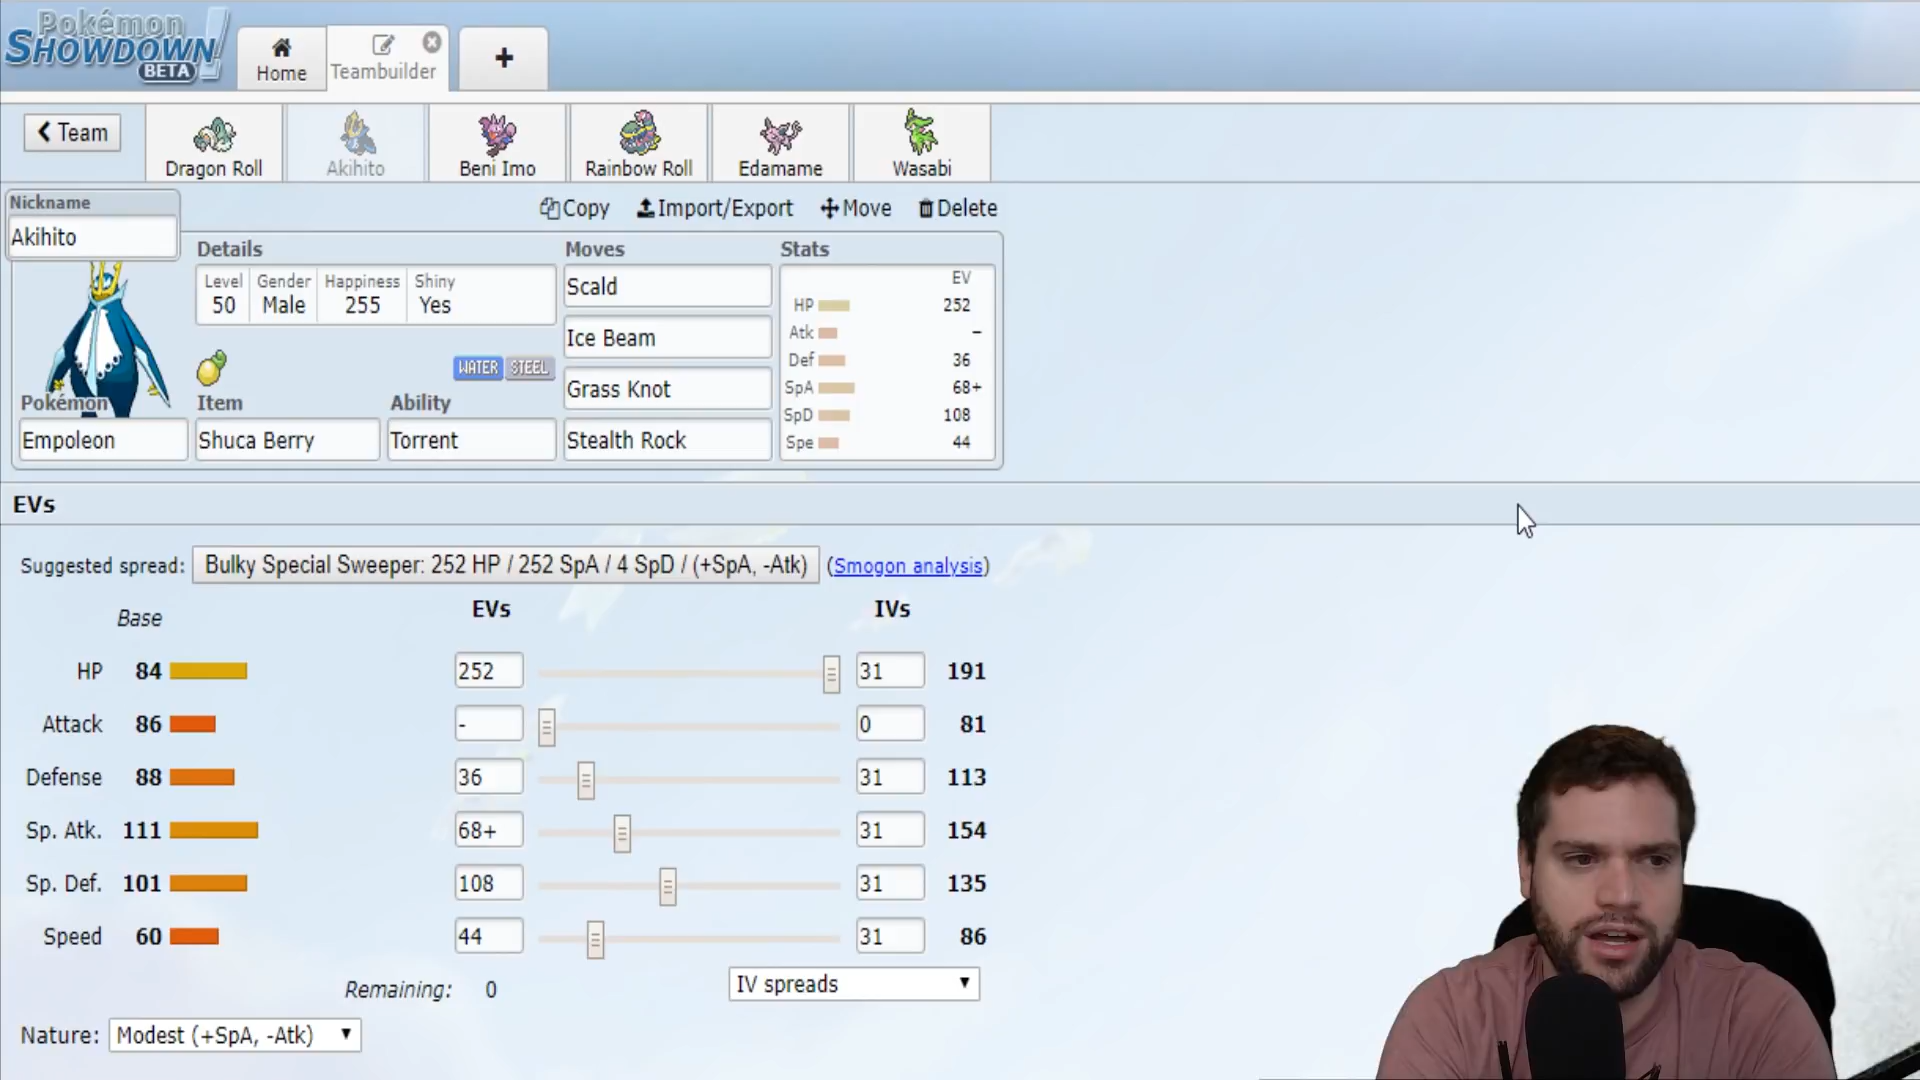 Pokémon
SHOWDOWN!
BETA
Home
Teambuilder
+
Team
Dragon Roll
Akihito
Beni Imo
Rainbow Roll
Edamame
Wasabi
Nickname
Akihito
Copy
Import/Export
Move
Delete
Details
Moves
Stats
Level
Gender
Happiness
Shiny
50
Male
255
Yes
WATER
STEEL
Pokémon
Item
Ability
Empoleon
Shuca Berry
Torrent
Scald
Ice Beam
Grass Knot
Stealth Rock
EV
HP 252
Atk –
Def 36
SpA 68+
SpD 108
Spe 44
EVs
Suggested spread: Bulky Special Sweeper: 252 HP / 252 SpA / 4 SpD / (+SpA, -Atk) (Smogon analysis)
Base EVs IVs
HP 84 252 31 191
Attack 86 - 0 81
Defense 88 36 31 113
Sp. Atk. 111 68+ 31 154
Sp. Def. 101 108 31 135
Speed 60 44 31 86
Remaining: 0 IV spreads
Nature: Modest (+SpA, -Atk)